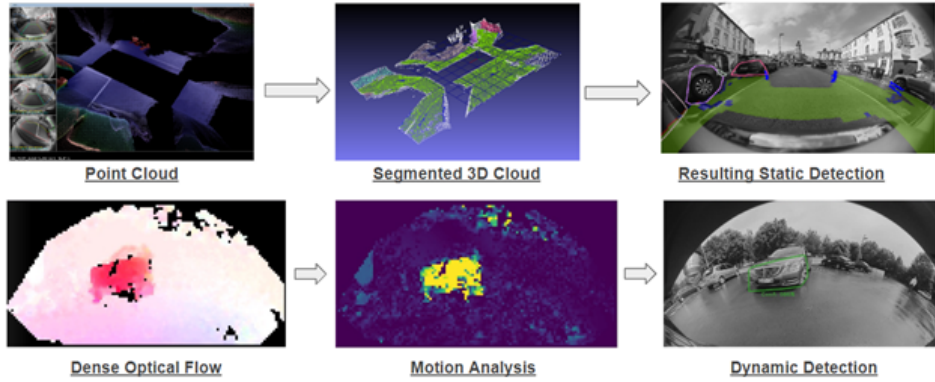 Point Cloud
Segmented 3D Cloud
Resulting Static Detection
Dense Optical Flow
Motion Analysis
Dynamic Detection